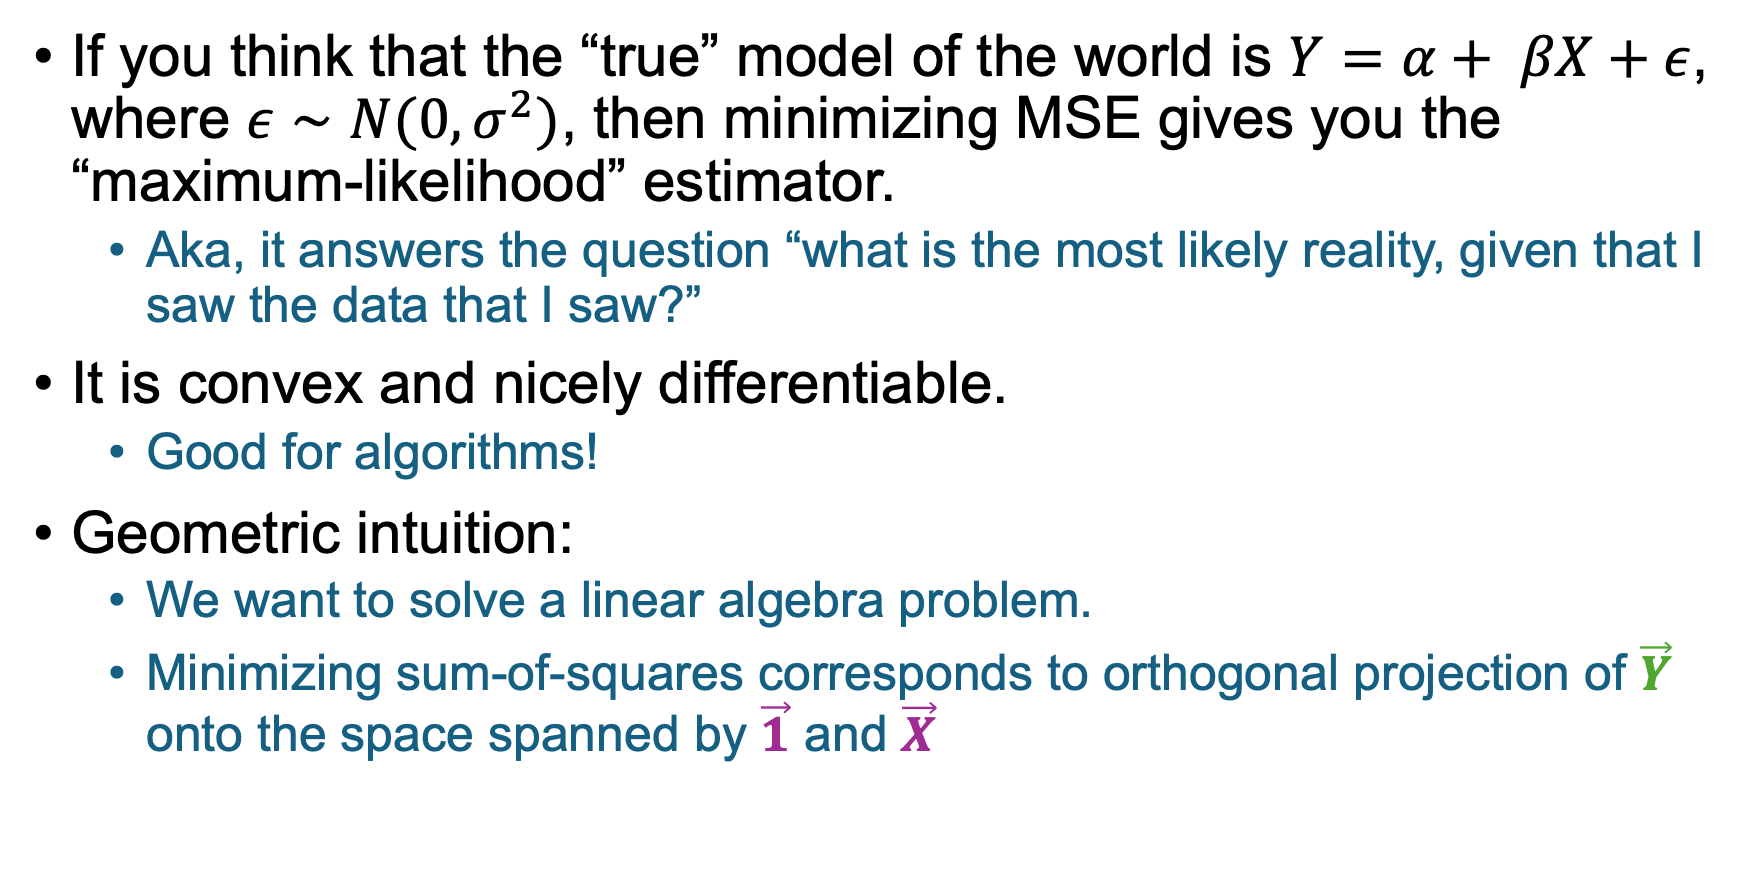 • If you think that the “true” model of the world is Y = α + βX + ϵ,
where ϵ ~ N(0, σ²), then minimizing MSE gives you the
“maximum-likelihood” estimator.
• Aka, it answers the question “what is the most likely reality, given that I
saw the data that I saw?”
• It is convex and nicely differentiable.
• Good for algorithms!
• Geometric intuition:
• We want to solve a linear algebra problem.
• Minimizing sum-of-squares corresponds to orthogonal projection of Y⃗
onto the space spanned by 1⃗ and X⃗